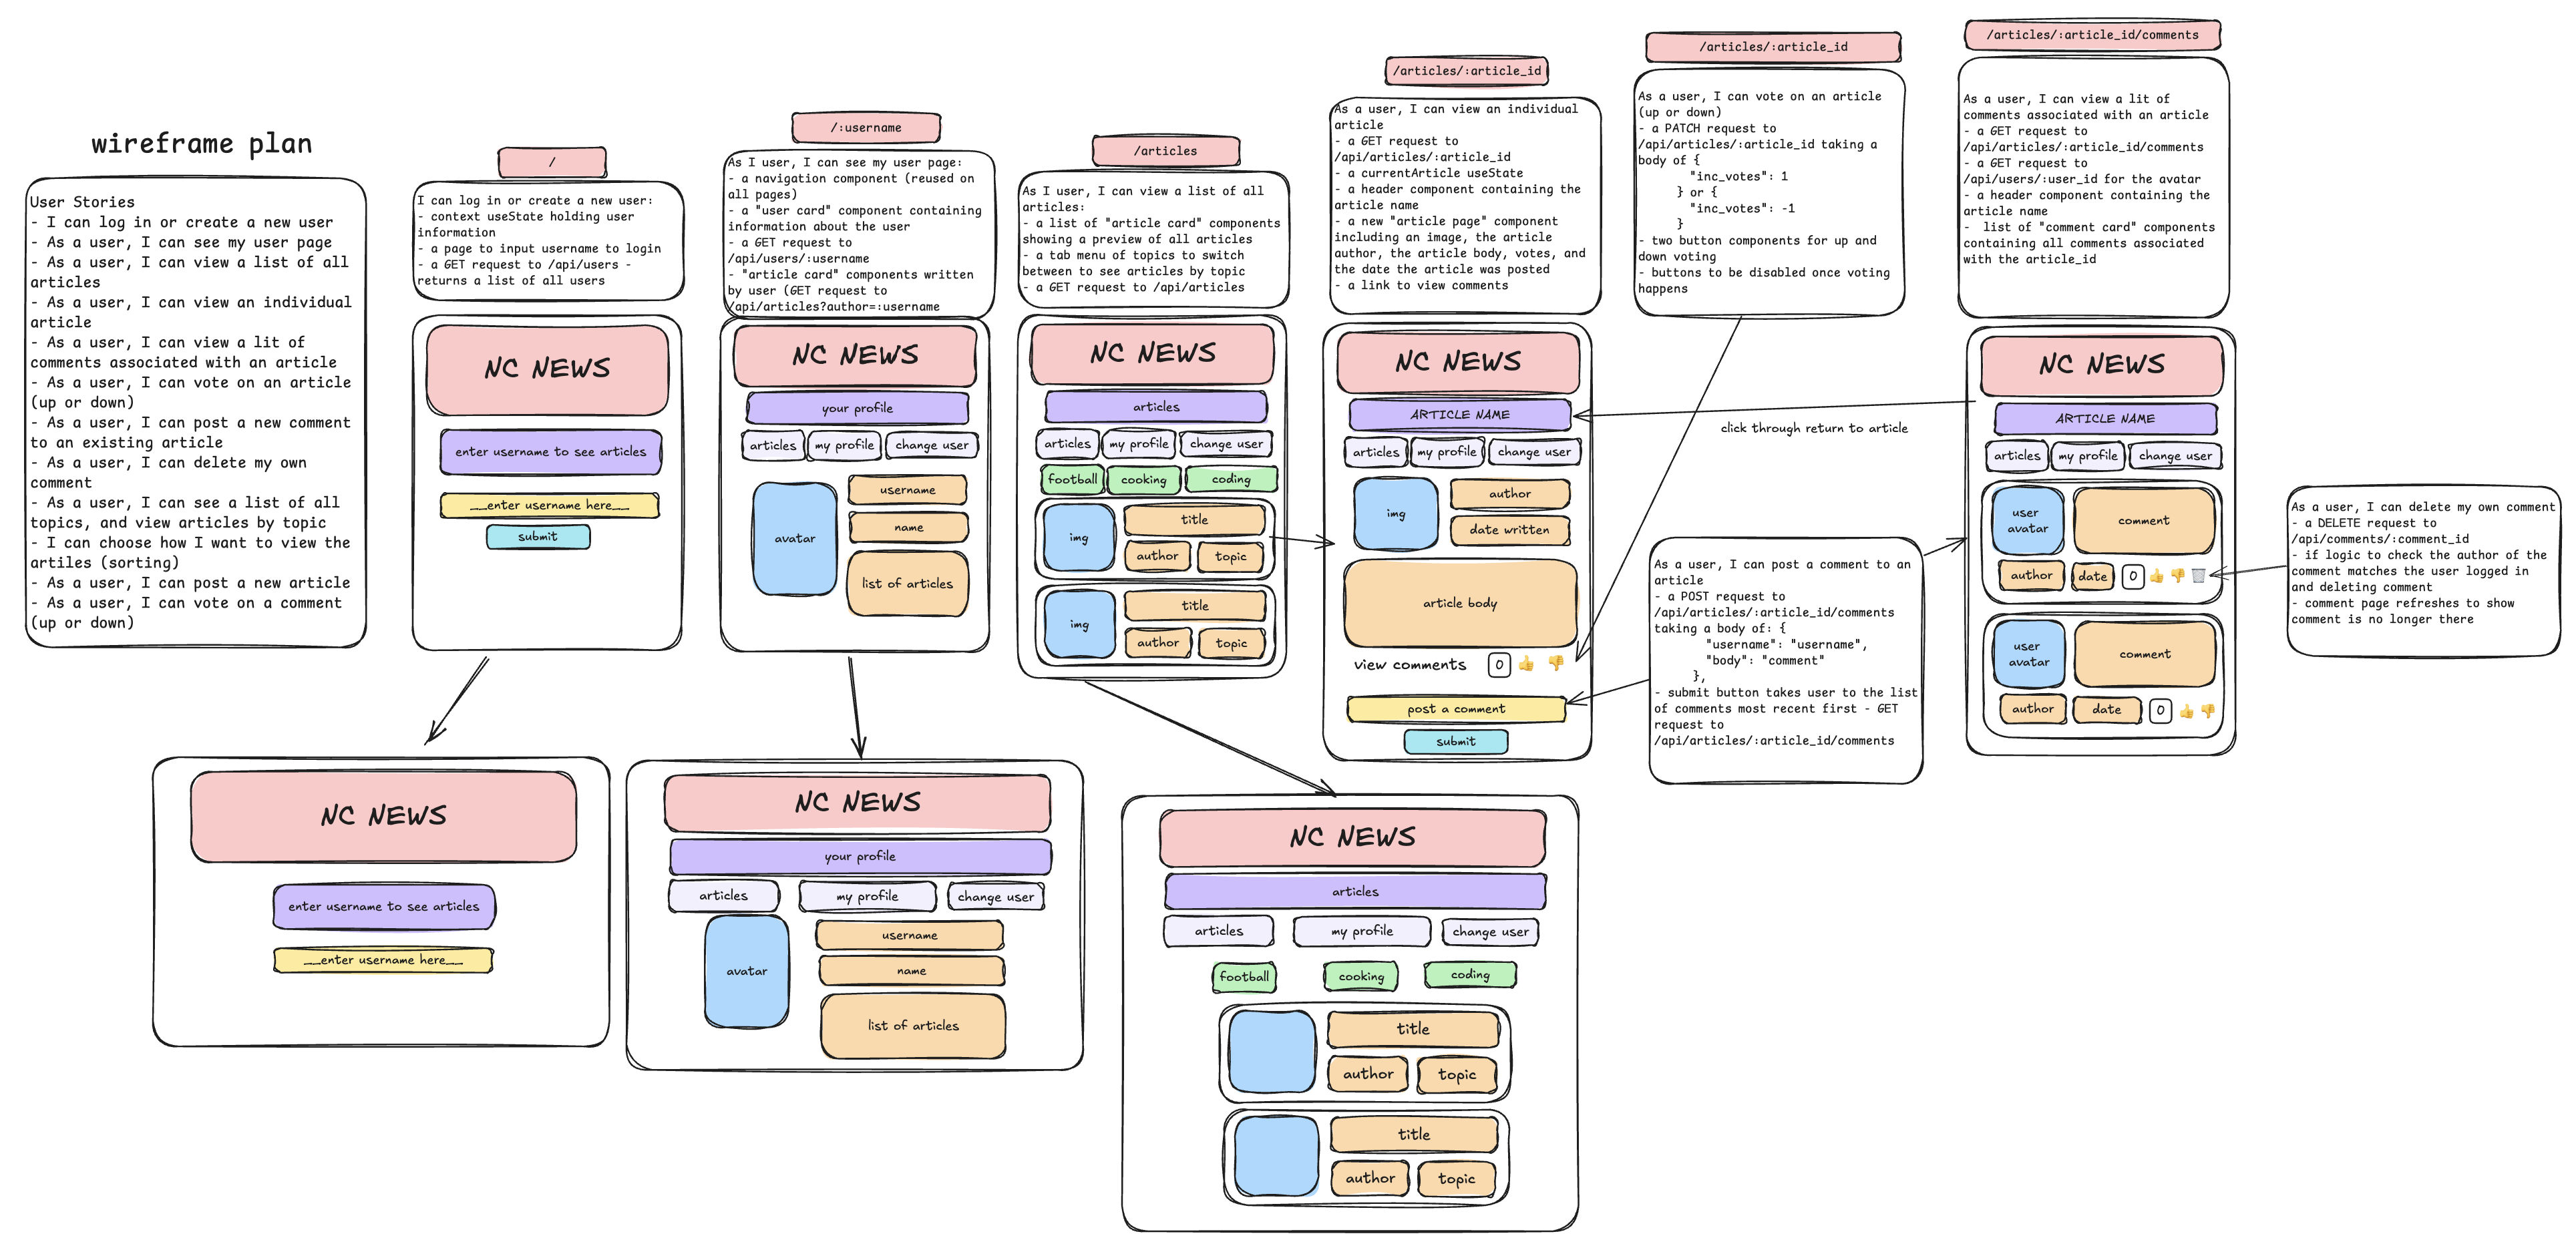 wireframe plan
User Stories
- I can log in or create a new user
- As a user, I can see my user page
- As a user, I can view a list of all
articles
- As a user, I can view an individual
article
- As a user, I can view a lit of
comments associated with an article
- As a user, I can vote on an article
(up or down)
- As a user, I can post a new comment
to an existing article
- As a user, I can delete my own
comment
- As a user, I can see a list of all
topics, and view articles by topic
- I can choose how I want to view the
artiles (sorting)
- As a user, I can post a new article
- As a user, I can vote on a comment
(up or down)
/
I can log in or create a new user:
- context useState holding user
information
- a page to input username to login
- a GET request to /api/users -
returns a list of all users
NC NEWS
enter username to see articles
__enter username here__
submit
/:username
As I user, I can see my user page:
- a navigation component (reused on
all pages)
- a "user card" component containing
information about the user
- a GET request to
/api/users/:username
- "article card" components written
by user (GET request to
/api/articles?author=:username
NC NEWS
your profile
articles
my profile
change user
avatar
username
name
list of articles
/articles
As I user, I can view a list of all
articles:
- a list of "article card" components
showing a preview of all articles
- a tab menu of topics to switch
between to see articles by topic
- a GET request to /api/articles
NC NEWS
articles
articles
my profile
change user
football
cooking
coding
img
title
author
topic
img
title
author
topic
/articles/:article_id
As a user, I can view an individual
article
- a GET request to
/api/articles/:article_id
- a currentArticle useState
- a header component containing the
article name
- a new "article page" component
including an image, the article
author, the article body, votes, and
the date the article was posted
- a link to view comments
NC NEWS
ARTICLE NAME
articles
my profile
change user
img
author
date written
article body
view comments
0
post a comment
submit
/articles/:article_id
As a user, I can vote on an article
(up or down)
- a PATCH request to
/api/articles/:article_id taking a
body of {
"inc_votes": 1
} or {
"inc_votes": -1
}
- two button components for up and
down voting
- buttons to be disabled once voting
happens
click through return to article
As a user, I can post a comment to an
article
- a POST request to
/api/articles/:article_id/comments
taking a body of: {
"username": "username",
"body": "comment"
},
- submit button takes user to the list
of comments most recent first - GET
request to
/api/articles/:article_id/comments
/articles/:article_id/comments
As a user, I can view a lit of
comments associated with an article
- a GET request to
/api/articles/:article_id/comments
- a GET request to
/api/users/:user_id for the avatar
- a header component containing the
article name
- list of "comment card" components
containing all comments associated
with the article_id
NC NEWS
ARTICLE NAME
articles
my profile
change user
user
avatar
comment
author
date
0
user
avatar
comment
author
date
0
As a user, I can delete my own comment
- a DELETE request to
/api/comments/:comment_id
- if logic to check the author of the
comment matches the user logged in
and deleting comment
- comment page refreshes to show
comment is no longer there
NC NEWS
enter username to see articles
__enter username here__
NC NEWS
your profile
articles
my profile
change user
avatar
username
name
list of articles
NC NEWS
articles
articles
my profile
change user
football
cooking
coding
title
author
topic
title
author
topic